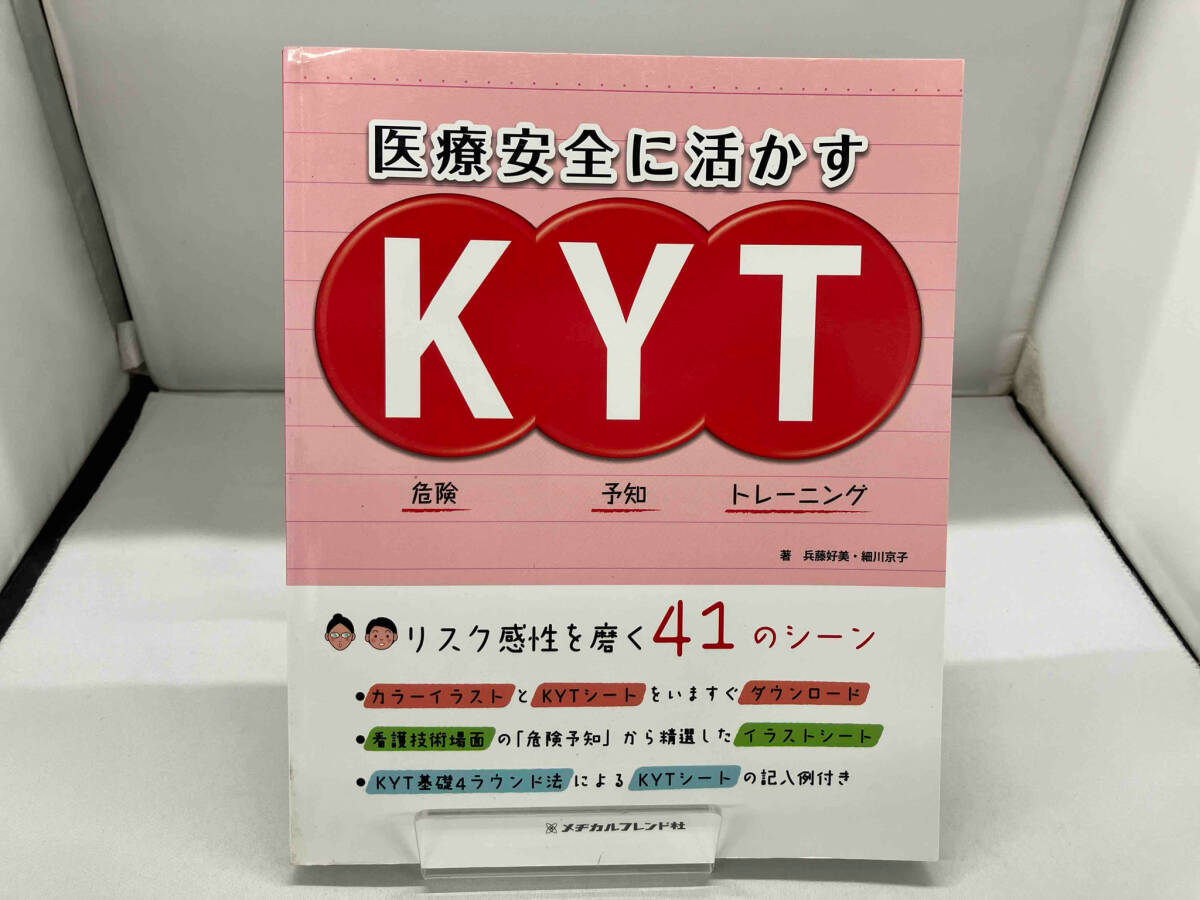 医療安全に活かす
KYT
危険 予知 トレーニング
著 兵藤好美・細川京子
リスク感性を磨く41のシーン
•カラーイラストとKYTシートをいますぐダウンロード
•看護技術場面の「危険予知」から精選したイラストシート
•KYT基礎4ラウンド法によるKYTシートの記入例付き
メヂカルフレンド社